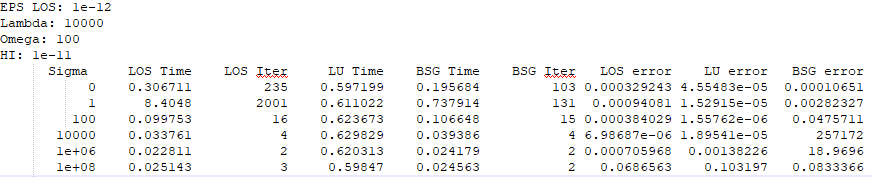 EPS LOS: 1e-12
Lambda: 10000
Omega: 100
HI: 1e-11
Sigma LOS Time LOS Iter LU Time BSG Time BSG Iter LOS error LU error BSG error
0 0.306711 235 0.597199 0.195684 103 0.000329243 4.55483e-05 0.00010651
1 8.4048 2001 0.611022 0.737914 131 0.00094081 1.52915e-05 0.00282327
100 0.099753 16 0.623673 0.106648 15 0.000384029 1.55762e-06 0.0475711
10000 0.033761 4 0.629829 0.039386 4 6.98687e-06 1.89541e-05 257172
1e+06 0.022811 2 0.620313 0.024179 2 0.000705968 0.00138226 18.9696
1e+08 0.025143 3 0.59847 0.024563 2 0.0686563 0.103197 0.0833366